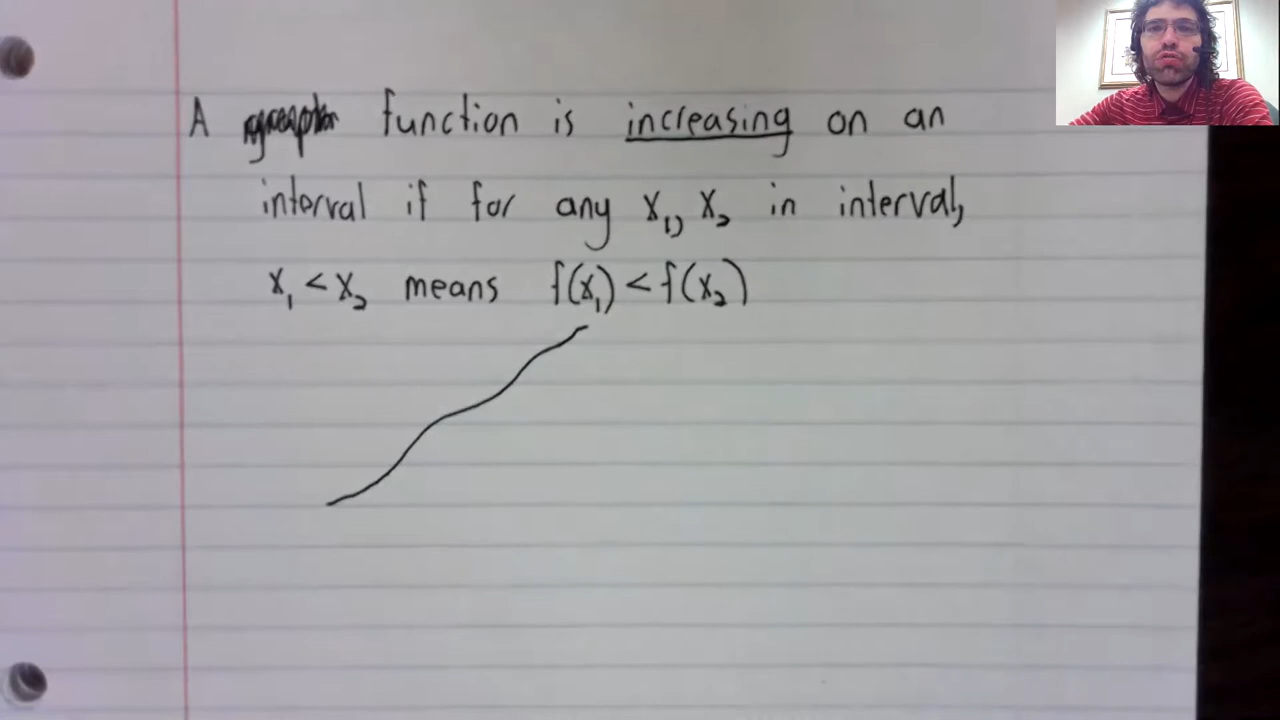 A function is increasing on an
interval if for any x₁, x₂ in interval,
x₁ < x₂ means f(x₁) < f(x₂)